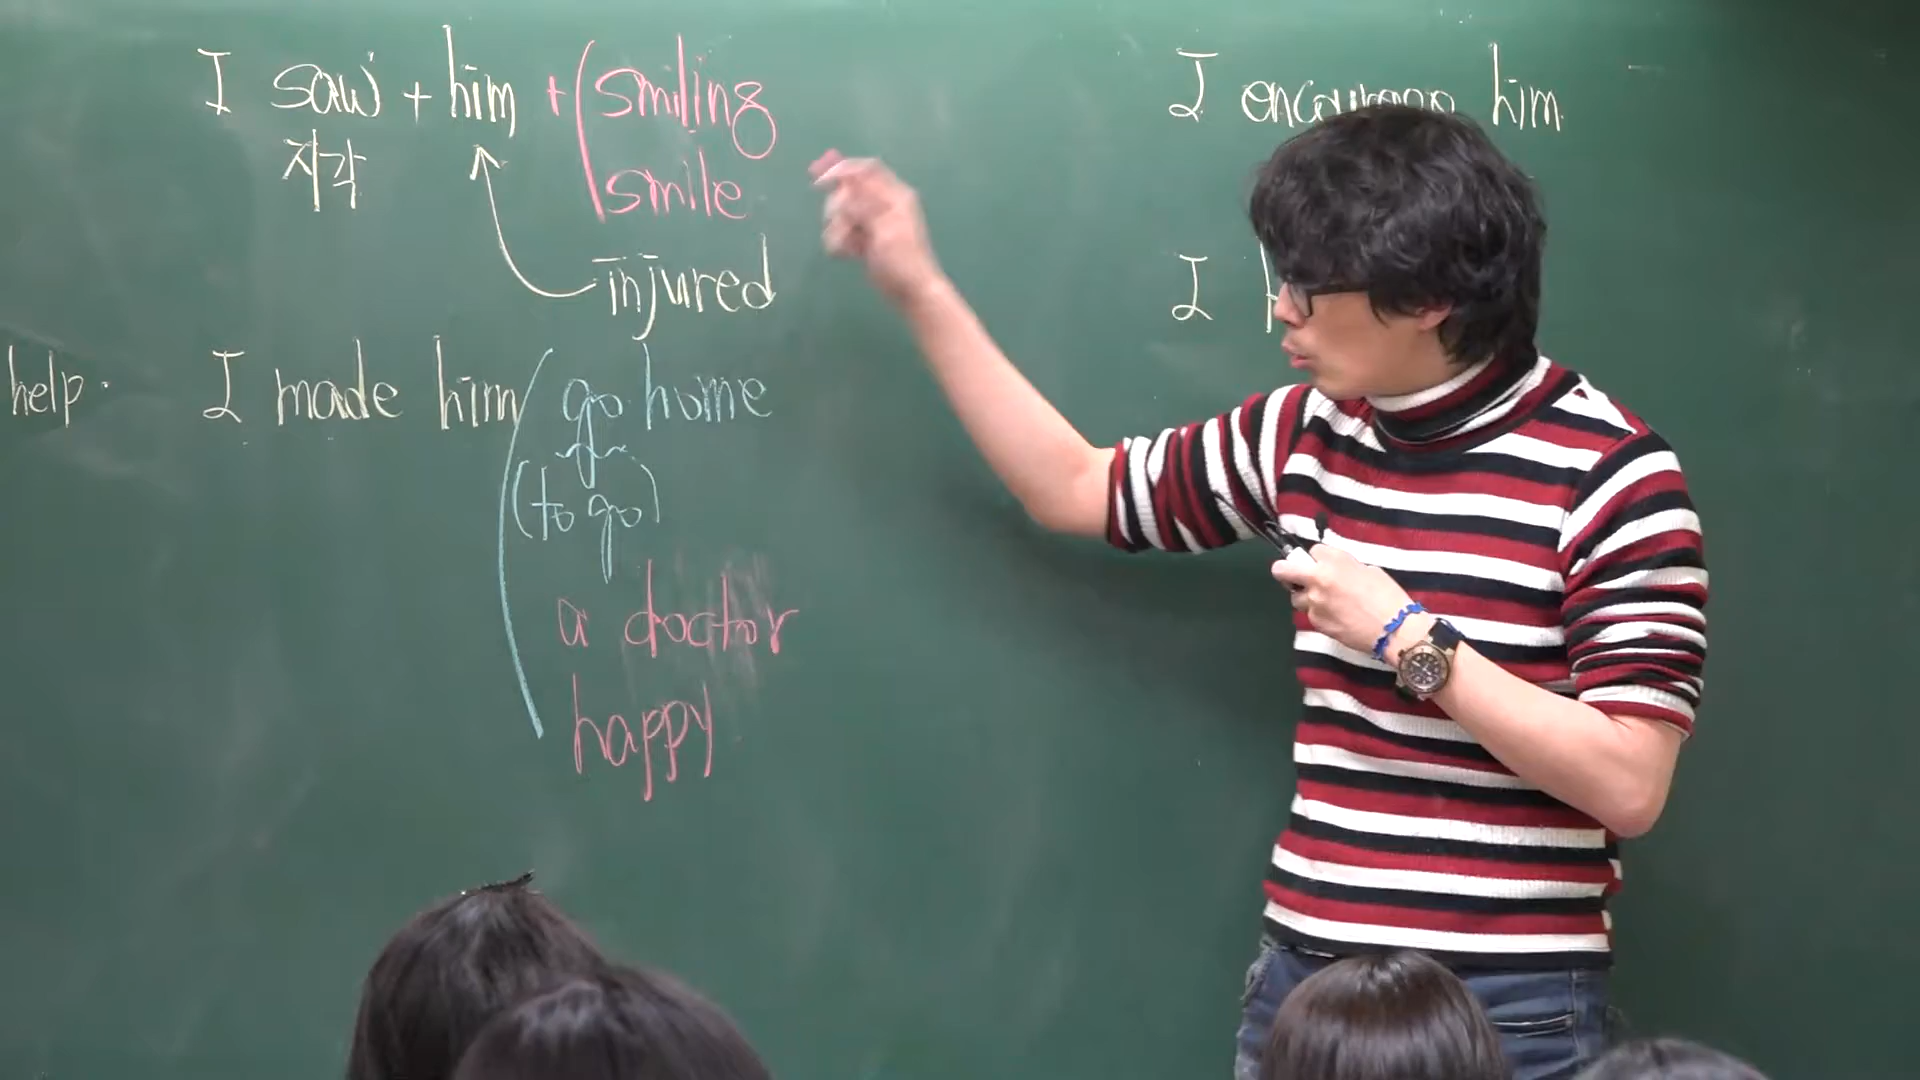 I saw + him + smiling
지각
smile
injured
help. I made him go home
(to go)
a doctor
happy
I encourage him
I